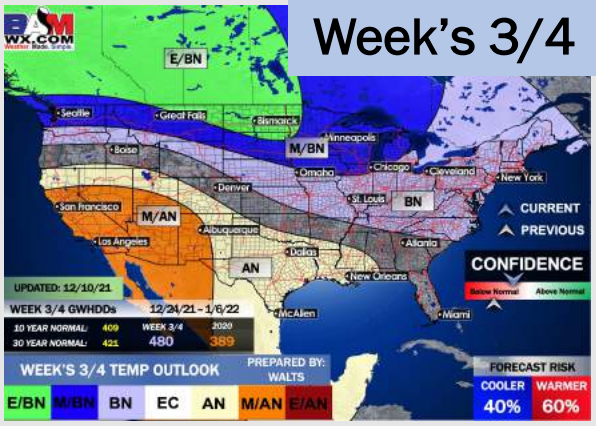 BAM
WX.COM
Weather. Made. Simple.
Week's 3/4
E/BN
Seattle
Great Falls
Bismarck
Minneapolis
M/BN
Boise
Chicago
Cleveland
Omaha
New York
Denver
St. Louis
BN
San Francisco
M/AN
CURRENT
PREVIOUS
Albuquerque
Los Angeles
Atlanta
Dallas
AN
New Orleans
CONFIDENCE
Below Normal Above Normal
McAllen
Miami
UPDATED: 12/10/21
WEEK 3/4 GWHDDs 12/24/21 - 1/6/22
10 YEAR NORMAL: 409 WEEK 3/4 2020
30 YEAR NORMAL: 421 480 389
WEEK'S 3/4 TEMP OUTLOOK
PREPARED BY:
WALTS
E/BN M/BN BN EC AN M/AN E/AN
FORECAST RISK
COOLER WARMER
40% 60%